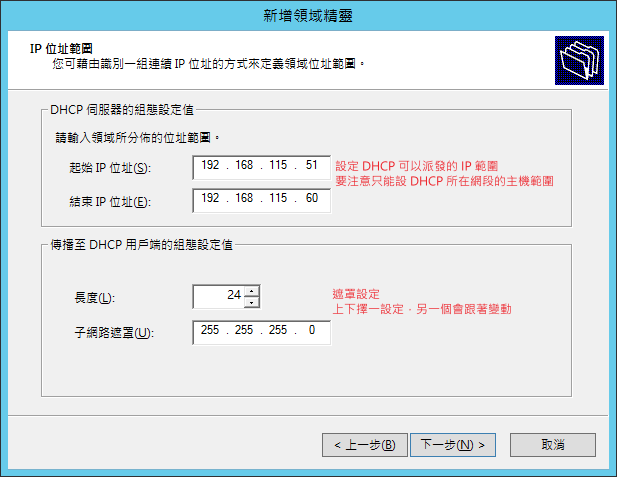 新增領域精靈
IP 位址範圍
您可藉由識別一組連續 IP 位址的方式來定義領域位址範圍。
DHCP 伺服器的組態設定值
請輸入領域所分佈的位址範圍。
起始 IP 位址(S): 192 . 168 . 115 . 51 設定 DHCP 可以派發的 IP 範圍
要注意只能設 DHCP 所在網段的主機範圍
結束 IP 位址(E): 192 . 168 . 115 . 60
傳播至 DHCP 用戶端的組態設定值
長度(L): 24 遮罩設定
上下擇一設定，另一個會跟著變動
子網路遮罩(U): 255 . 255 . 255 . 0
< 上一步(B) 下一步(N) > 取消